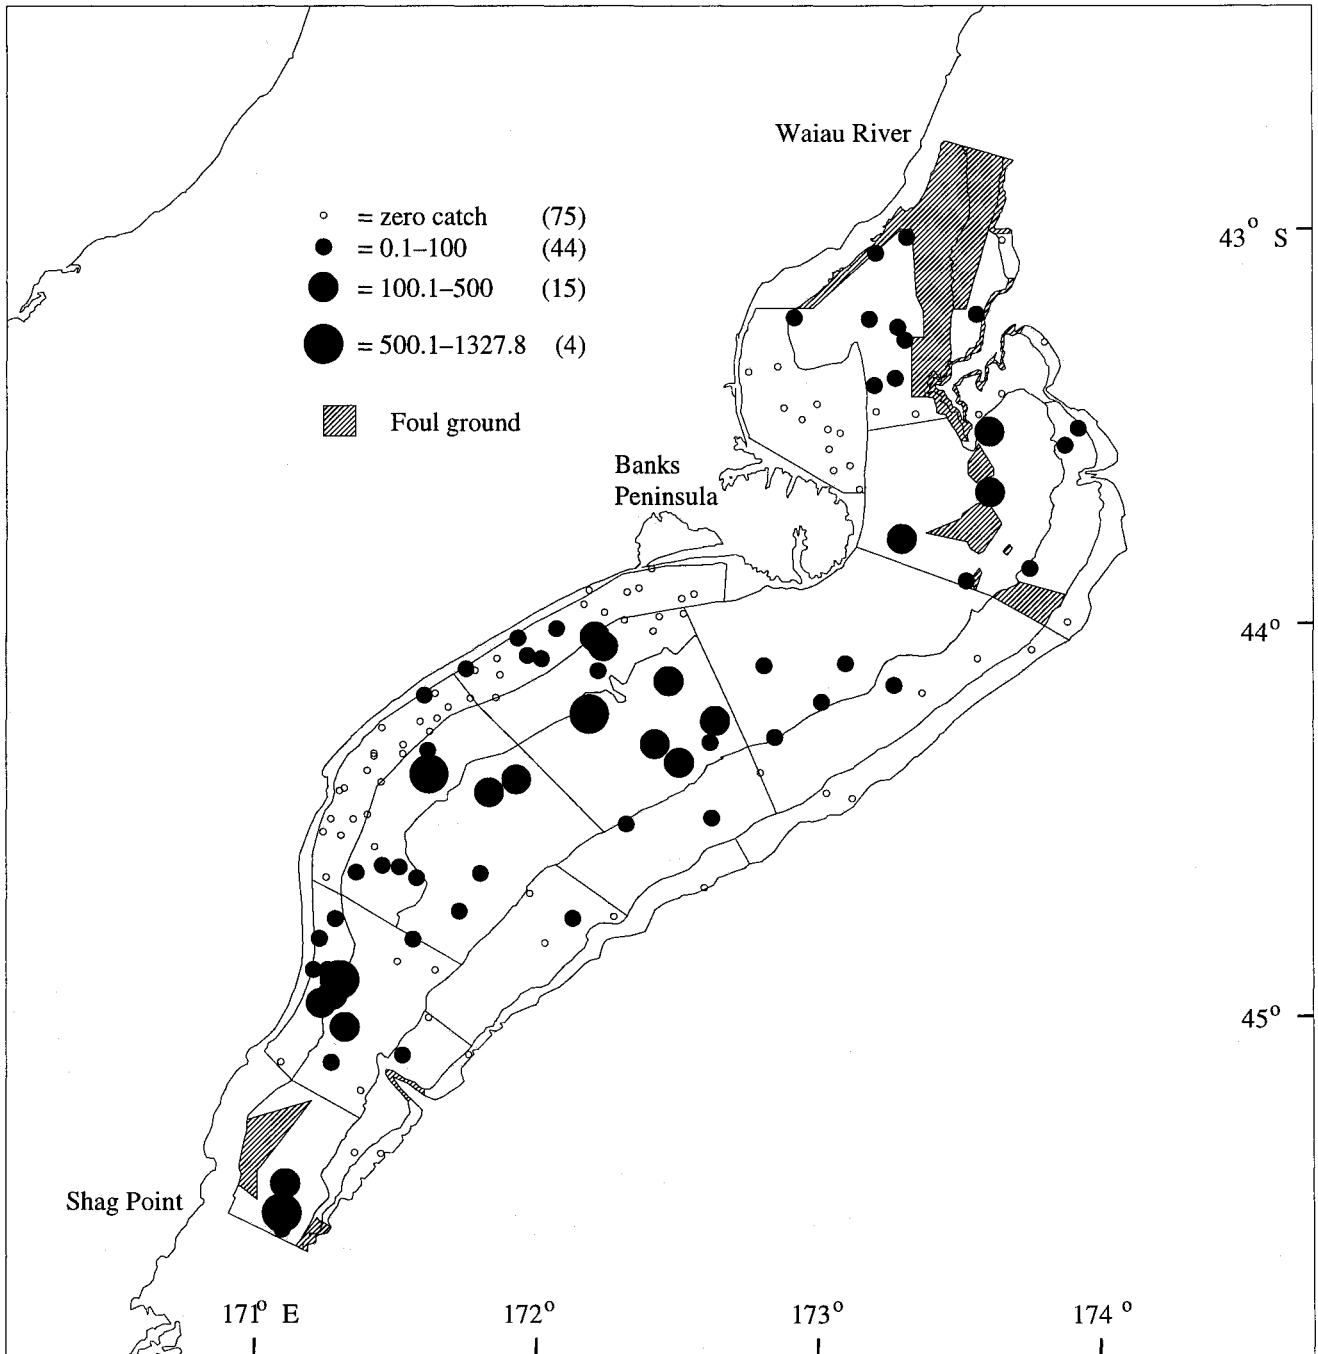 Waiau River
= zero catch (75)
= 0.1–100 (44)
= 100.1–500 (15)
= 500.1–1327.8 (4)
Foul ground
43° S
Banks
Peninsula
44°
45°
Shag Point
171° E 172° 173° 174°